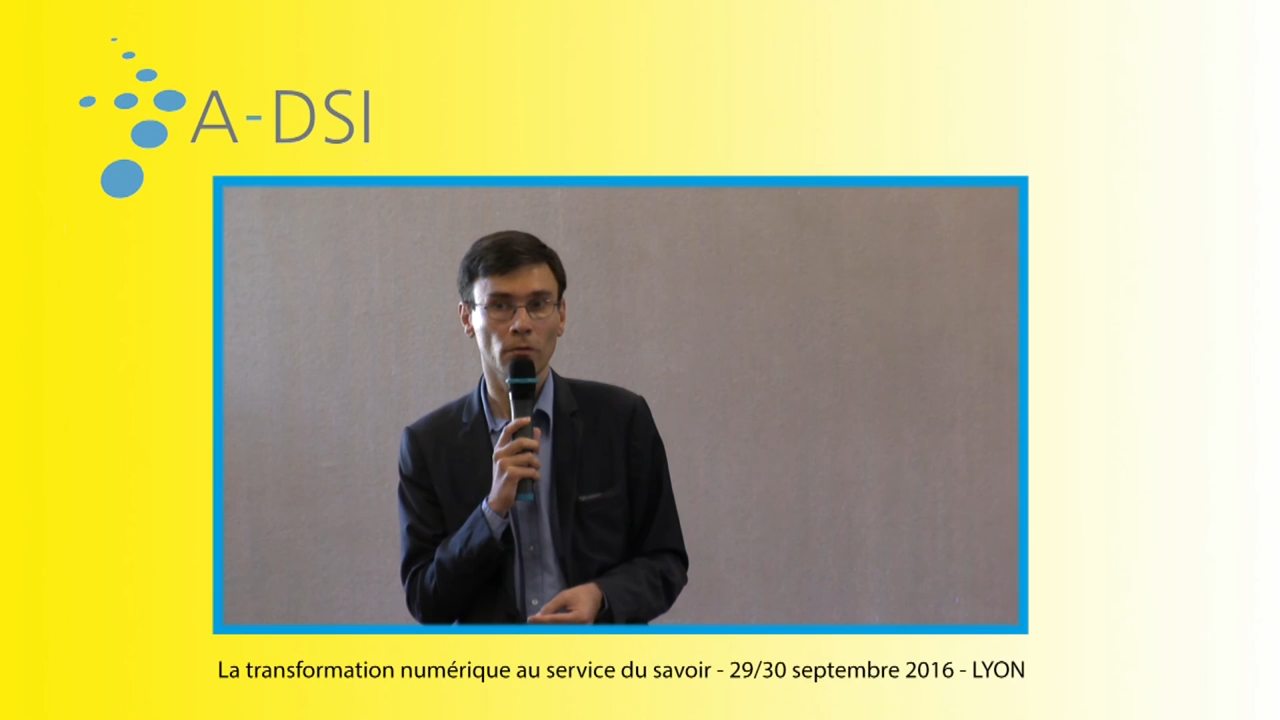 A-DSI
La transformation numérique au service du savoir - 29/30 septembre 2016 - LYON